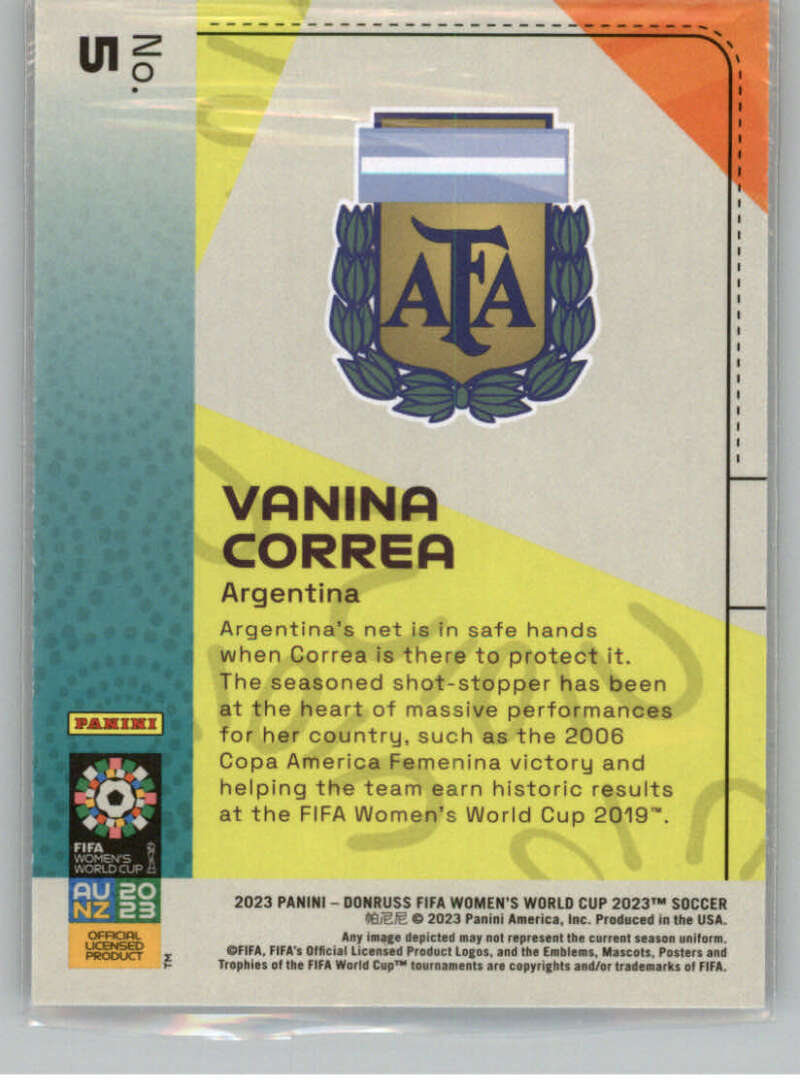 No.
5
AFA
VANINA
CORREA
Argentina
Argentina's net is in safe hands
when Correa is there to protect it.
The seasoned shot-stopper has been
at the heart of massive performances
for her country, such as the 2006
Copa America Femenina victory and
helping the team earn historic results
at the FIFA Women's World Cup 2019™.
PANINI
FIFA
WOMEN'S
WORLD CUP
AU 20
NZ 23
OFFICIAL
LICENSED
PRODUCT
TM
2023 PANINI – DONRUSS FIFA WOMEN'S WORLD CUP 2023™ SOCCER
帕尼尼 © 2023 Panini America, Inc. Produced in the USA.
Any image depicted may not represent the current season uniform.
©FIFA, FIFA's Official Licensed Product Logos, and the Emblems, Mascots, Posters and
Trophies of the FIFA World Cup™ tournaments are copyrights and/or trademarks of FIFA.